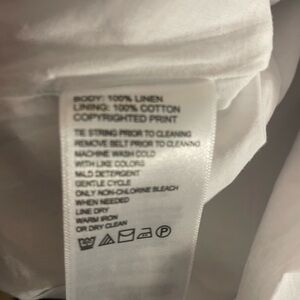 BODY: 100% LINEN
LINING: 100% COTTON
COPYRIGHTED PRINT
TIE STRING PRIOR TO CLEANING
REMOVE BELT PRIOR TO CLEANING
MACHINE WASH COLD
WITH LIKE COLORS
MILD DETERGENT
GENTLE CYCLE
ONLY NON-CHLORINE BLEACH
WHEN NEEDED
LINE DRY
WARM IRON
OR DRY CLEAN
P